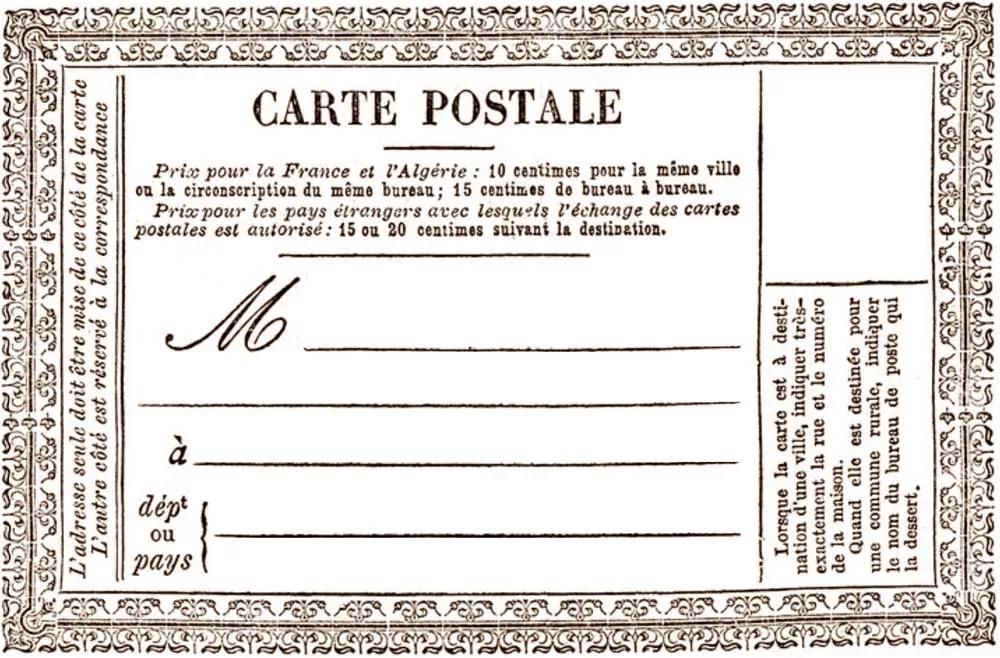 L'adresse seule doit être mise de ce côté de la carte
L'autre côté est réservé à la correspondance
CARTE POSTALE
Prix pour la France et l'Algérie : 10 centimes pour la même ville
ou la circonscription du même bureau; 15 centimes de bureau à bureau.
Prix pour les pays étrangers avec lesquels l'échange des cartes
postales est autorisé: 15 ou 20 centimes suivant la destination.
M
à
dépt
ou
pays
Lorsque la carte est à desti-
nation d'une ville, indiquer très-
exactement la rue et le numéro
de la maison.
Quand elle est destinée pour
une commune rurale, indiquer
le nom du bureau de poste qui
la dessert.